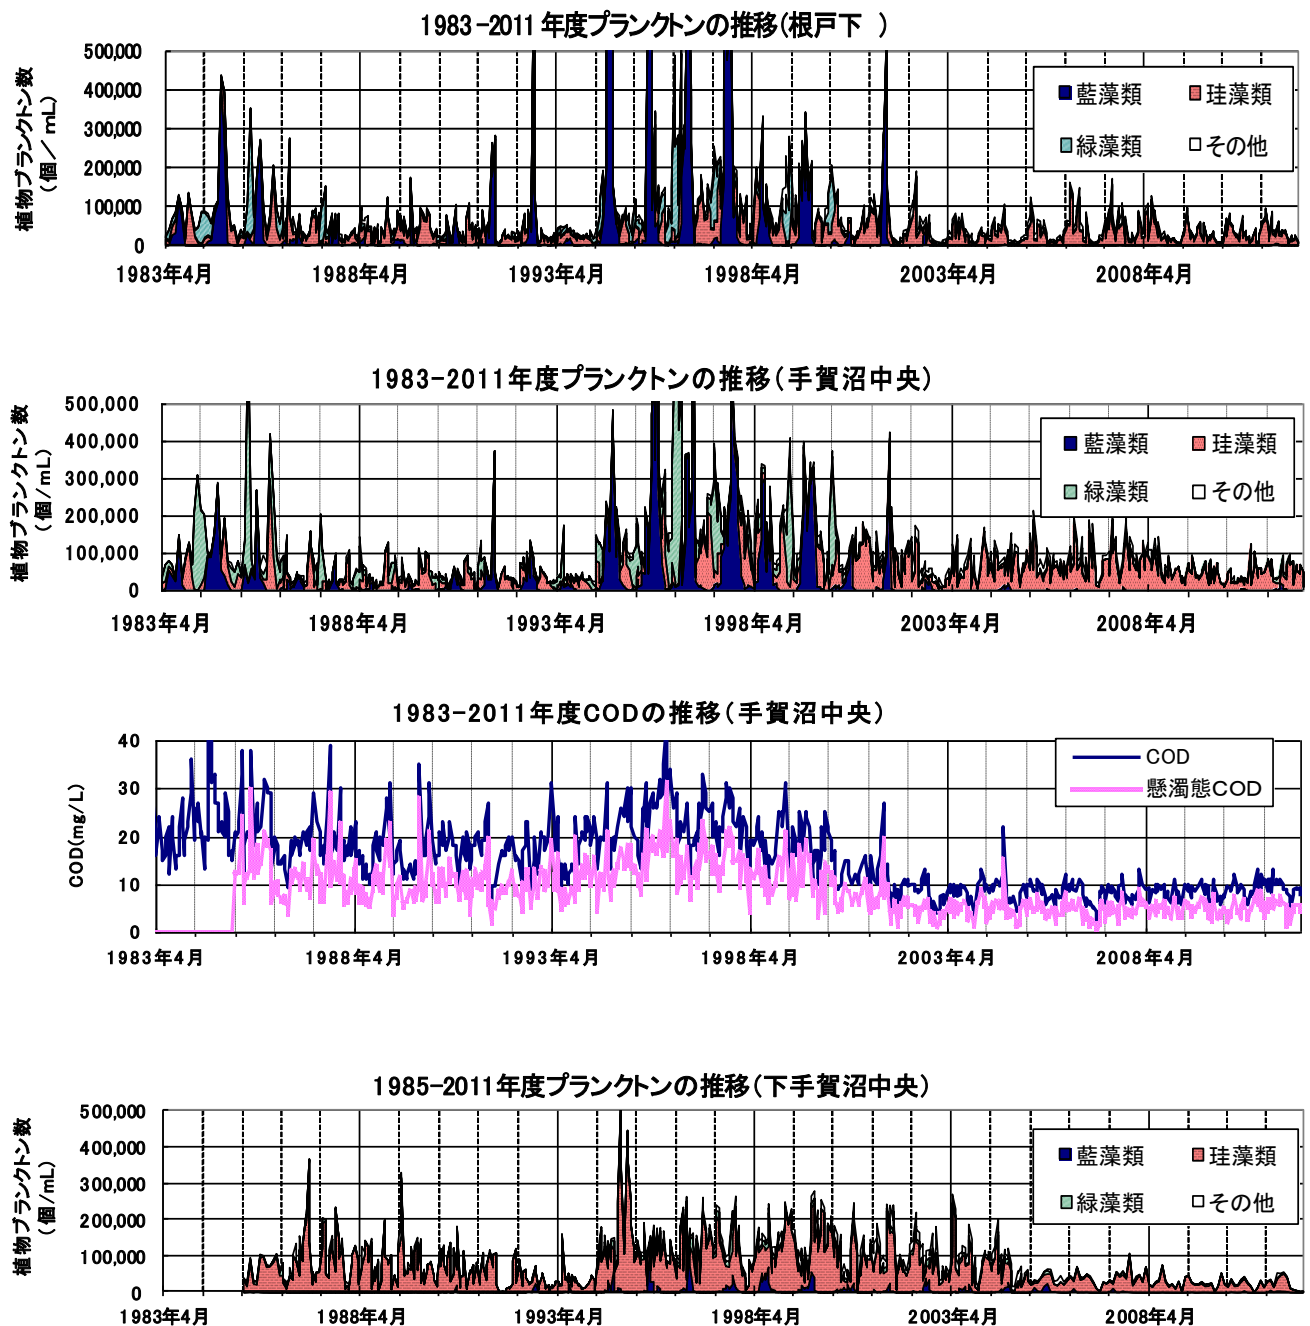 1983-2011年度プランクトンの推移(根戸下 )
植物プランクトン数
(個／mL)
500,000
400,000
300,000
200,000
100,000
0
藍藻類 珪藻類
緑藻類 その他
1983年4月 1988年4月 1993年4月 1998年4月 2003年4月 2008年4月
1983-2011年度プランクトンの推移(手賀沼中央)
植物プランクトン数
(個/mL)
500,000
400,000
300,000
200,000
100,000
0
藍藻類 珪藻類
緑藻類 その他
1983年4月 1988年4月 1993年4月 1998年4月 2003年4月 2008年4月
1983-2011年度CODの推移(手賀沼中央)
COD(mg/L)
40
30
20
10
0
COD
懸濁態COD
1983年4月 1988年4月 1993年4月 1998年4月 2003年4月 2008年4月
1985-2011年度プランクトンの推移(下手賀沼中央)
植物プランクトン数
(個/mL)
500,000
400,000
300,000
200,000
100,000
0
藍藻類 珪藻類
緑藻類 その他
1983年4月 1988年4月 1993年4月 1998年4月 2003年4月 2008年4月